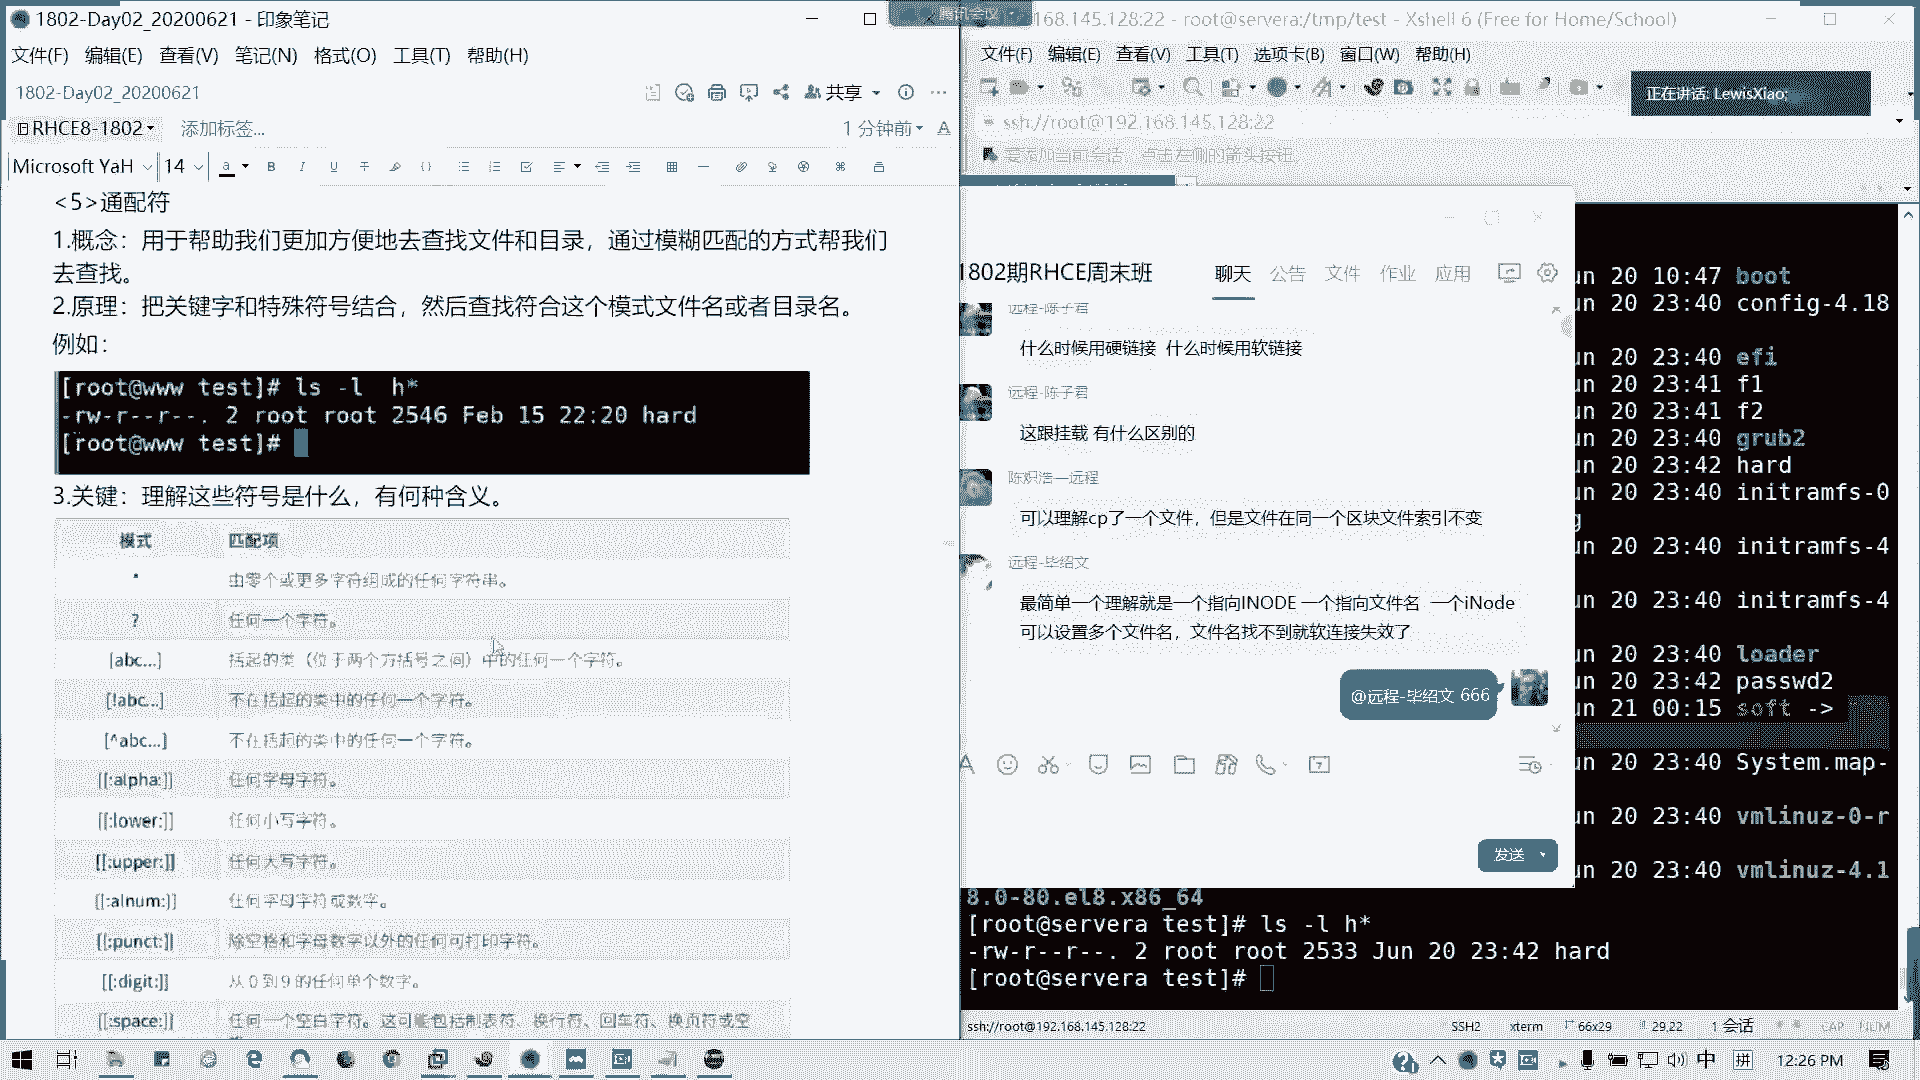 1802-Day02_20200621 - 印象笔记
文件(F) 编辑(E) 查看(V) 笔记(N) 格式(O) 工具(T) 帮助(H)
1802-Day02_20200621
共享
RHCE8-1802
添加标签...
1 分钟前
Microsoft YaH
14
<5>通配符
1.概念：用于帮助我们更加方便地去查找文件和目录，通过模糊匹配的方式帮我们
去查找。
2.原理：把关键字和特殊符号结合，然后查找符合这个模式文件名或者目录名。
例如：
[root@www test]# ls -l  h*
-rw-r--r--. 2 root root 2546 Feb 15 22:20 hard
[root@www test]#
3.关键：理解这些符号是什么，有何种含义。
模式 匹配项
* 由零个或更多字符组成的任何字符串。
? 任何一个字符。
[abc...] 括起的类（位于两个方括号之间）中的任何一个字符。
[!abc...] 不在括起的类中的任何一个字符。
[^abc...] 不在括起的类中的任何一个字符。
[[:alpha:]] 任何字母字符。
[[:lower:]] 任何小写字符。
[[:upper:]] 任何大写字符。
[[:alnum:]] 任何字母字符或数字。
[[:punct:]] 除空格和字母数字以外的任何可打印字符。
[[:digit:]] 从 0 到 9 的任何单个数字。
[[:space:]] 任何一个空白字符。这可能包括制表符、换行符、回车符、换页符或空
腾讯会议
168.145.128:22 - root@servera:/tmp/test - Xshell 6 (Free for Home/School)
文件(F) 编辑(E) 查看(V) 工具(T) 选项卡(B) 窗口(W) 帮助(H)
正在讲话: LewisXiao;
ssh://root@192.168.145.128:22
要添加当前会话，点击左侧的箭头按钮。
1802期RHCE周末班
聊天 公告 文件 作业 应用
远程-陈子君
什么时候用硬链接 什么时候用软链接
远程-陈子君
这跟挂载 有什么区别的
陈炽浩—远程
可以理解cp了一个文件，但是文件在同一个区块文件索引不变
远程-毕绍文
最简单一个理解就是一个指向INODE 一个指向文件名 一个iNode
可以设置多个文件名，文件名找不到就软连接失效了
@远程-毕绍文 666
发送
un 20 10:47 boot
un 20 23:40 config-4.18
un 20 23:40 efi
un 20 23:41 f1
un 20 23:41 f2
un 20 23:40 grub2
un 20 23:42 hard
un 20 23:40 initramfs-0
g
un 20 23:40 initramfs-4
un 20 23:40 initramfs-4
un 20 23:40 loader
un 20 23:42 passwd2
un 21 00:15 soft ->
un 20 23:40 System.map-
un 20 23:40 vmlinuz-0-r
un 20 23:40 vmlinuz-4.1
8.0-80.el8.x86_64
[root@servera test]# ls -l h*
-rw-r--r--. 2 root root 2533 Jun 20 23:42 hard
[root@servera test]#
ssh://root@192.168.145.128:22
SSH2 xterm 66x29 29,22 1 会话 CAP NUM
中 拼 12:26 PM